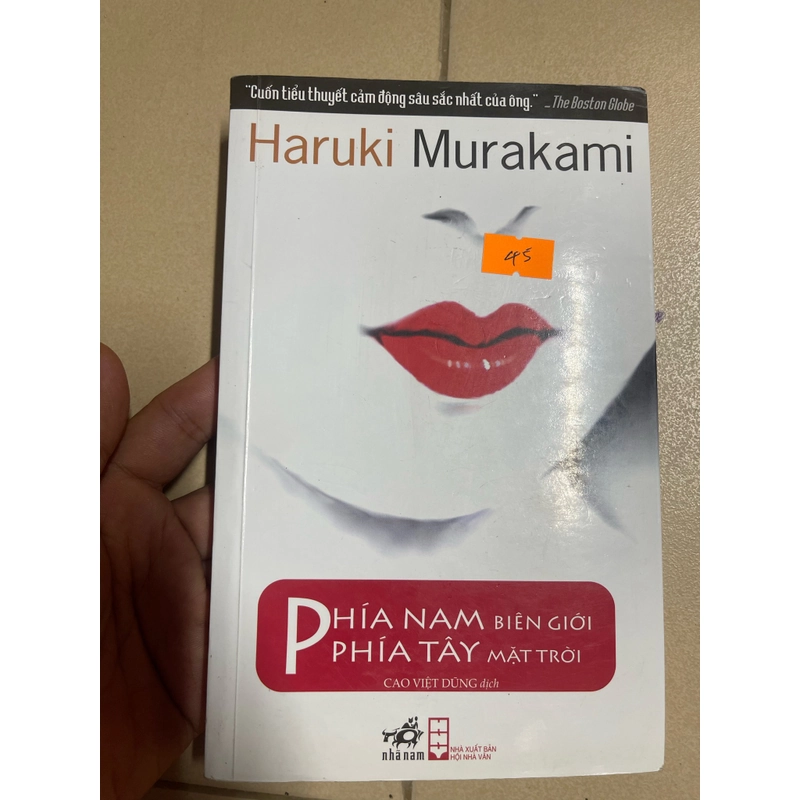 "Cuốn tiểu thuyết cảm động sâu sắc nhất của ông." _The Boston Globe
Haruki Murakami
45
PHÍA NAM BIÊN GIỚI
PHÍA TÂY MẶT TRỜI
CAO VIỆT DŨNG dịch
nhã nam
NHÀ XUẤT BẢN
HỘI NHÀ VĂN